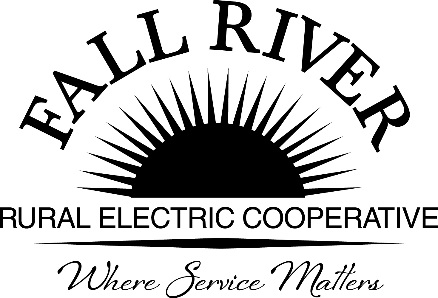 FALL RIVER
RURAL ELECTRIC COOPERATIVE
Where Service Matters